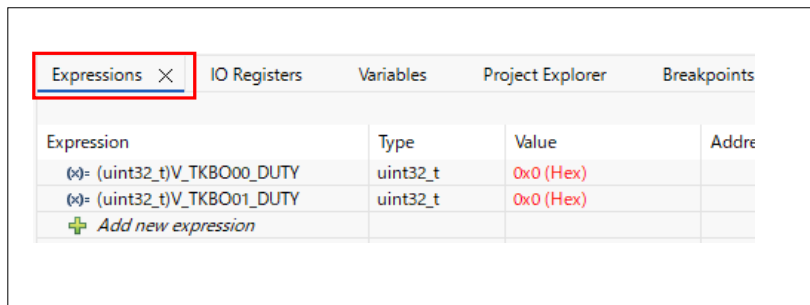 Expressions IO Registers Variables Project Explorer Breakpoints
Expression Type Value Addre
(x)= (uint32_t)V_TKBO00_DUTY uint32_t 0x0 (Hex)
(x)= (uint32_t)V_TKBO01_DUTY uint32_t 0x0 (Hex)
Add new expression